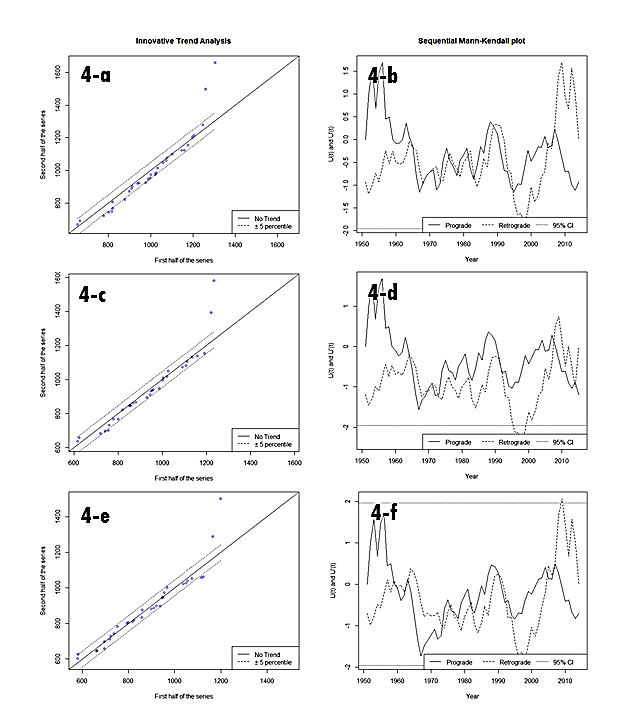 Innovative Trend Analysis
Sequential Mann-Kendall plot
4-a
Second half of the series
800 1000 1200 1400 1600
No Trend
± 5 percentile
800 1000 1200 1400 1600
First half of the series
4-b
U(t) and U'(t)
-2.0 -1.5 -1.0 -0.5 0.0 0.5 1.0 1.5
Prograde Retrograde 95% CI
1950 1960 1970 1980 1990 2000 2010
Year
4-c
Second half of the series
600 800 1000 1200 1400 1600
No Trend
± 5 percentile
600 800 1000 1200 1400 1600
First half of the series
4-d
U(t) and U'(t)
-2 -1 0 1
Prograde Retrograde 95% CI
1950 1960 1970 1980 1990 2000 2010
Year
4-e
Second half of the series
600 800 1000 1200 1400
No Trend
± 5 percentile
600 800 1000 1200 1400
First half of the series
4-f
U(t) and U'(t)
-2 -1 0 1 2
Prograde Retrograde 95% CI
1950 1960 1970 1980 1990 2000 2010
Year